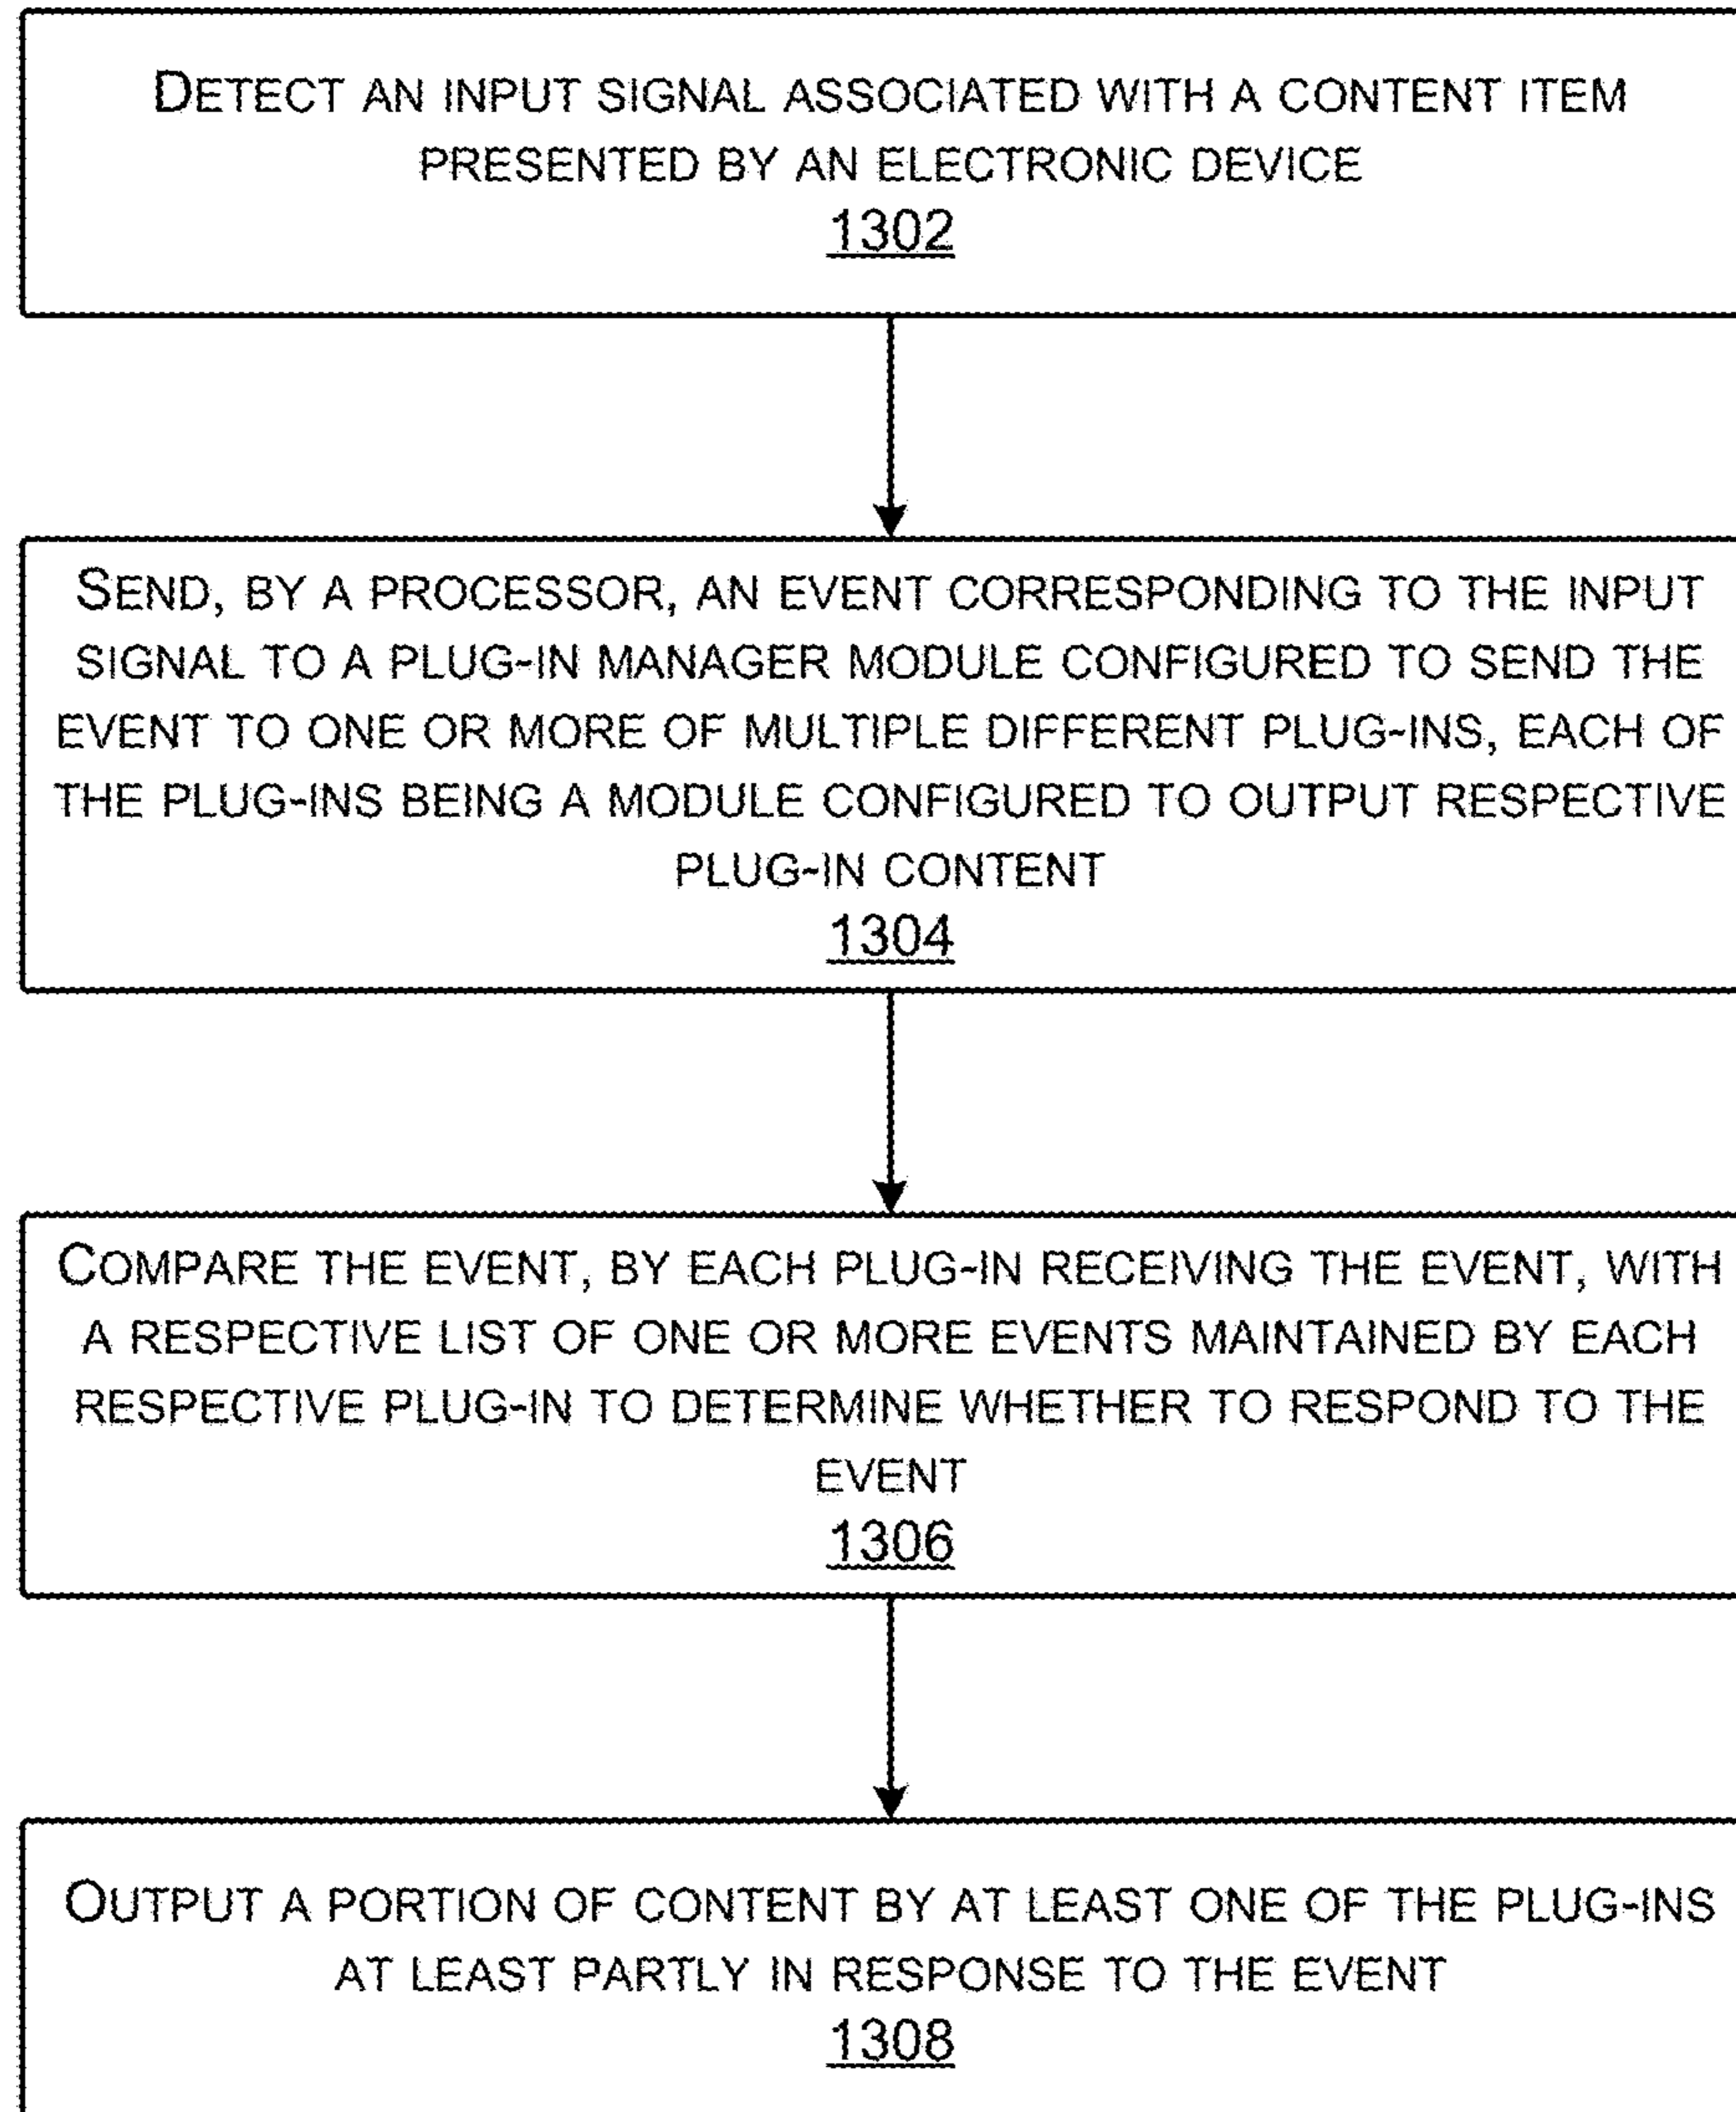 DETECT AN INPUT SIGNAL ASSOCIATED WITH A CONTENT ITEM
PRESENTED BY AN ELECTRONIC DEVICE
1302
SEND, BY A PROCESSOR, AN EVENT CORRESPONDING TO THE INPUT
SIGNAL TO A PLUG-IN MANAGER MODULE CONFIGURED TO SEND THE
EVENT TO ONE OR MORE OF MULTIPLE DIFFERENT PLUG-INS, EACH OF
THE PLUG-INS BEING A MODULE CONFIGURED TO OUTPUT RESPECTIVE
PLUG-IN CONTENT
1304
COMPARE THE EVENT, BY EACH PLUG-IN RECEIVING THE EVENT, WITH
A RESPECTIVE LIST OF ONE OR MORE EVENTS MAINTAINED BY EACH
RESPECTIVE PLUG-IN TO DETERMINE WHETHER TO RESPOND TO THE
EVENT
1306
OUTPUT A PORTION OF CONTENT BY AT LEAST ONE OF THE PLUG-INS
AT LEAST PARTLY IN RESPONSE TO THE EVENT
1308